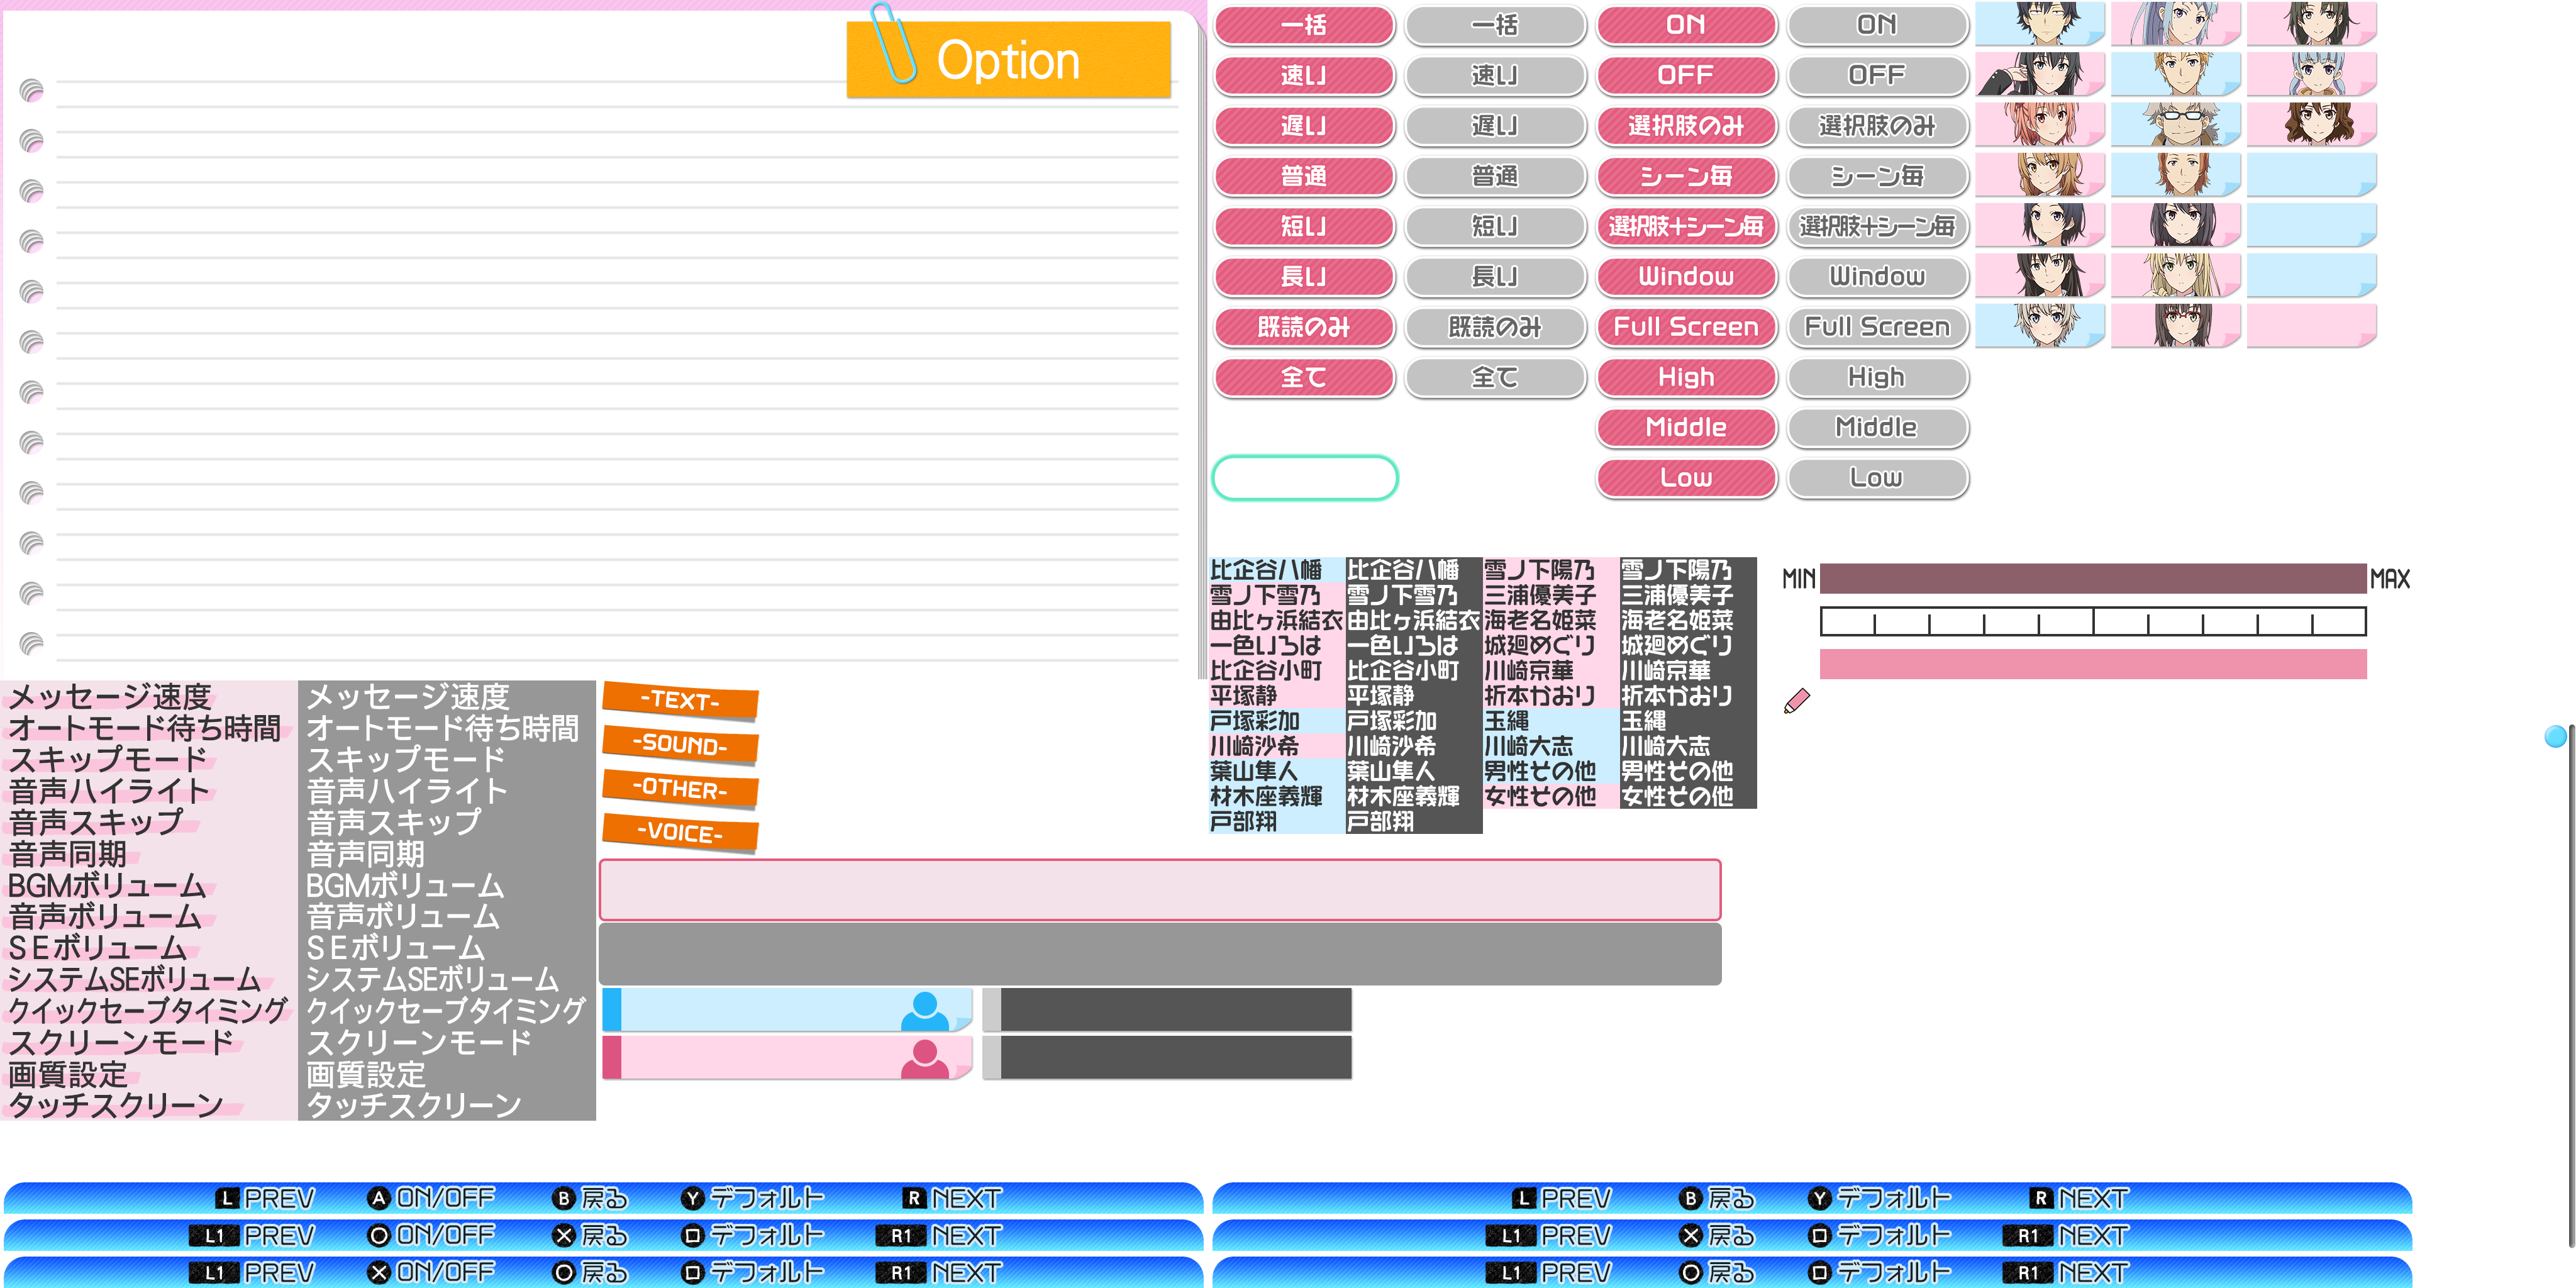 Option
一括 一括 ON ON
速い 速い OFF OFF
遅い 遅い 選択肢のみ 選択肢のみ
普通 普通 シーン毎 シーン毎
短い 短い 選択肢+シーン毎 選択肢+シーン毎
長い 長い Window Window
既読のみ 既読のみ Full Screen Full Screen
全て 全て High High
Middle Middle
Low Low
比企谷八幡 比企谷八幡 雪ノ下陽乃 雪ノ下陽乃
雪ノ下雪乃 雪ノ下雪乃 三浦優美子 三浦優美子
由比ヶ浜結衣 由比ヶ浜結衣 海老名姫菜 海老名姫菜
一色いろは 一色いろは 城廻めぐり 城廻めぐり
比企谷小町 比企谷小町 川崎京華 川崎京華
平塚静 平塚静 折本かおり 折本かおり
戸塚彩加 戸塚彩加 玉縄 玉縄
川崎沙希 川崎沙希 川崎大志 川崎大志
葉山隼人 葉山隼人 男性その他 男性その他
材木座義輝 材木座義輝 女性その他 女性その他
戸部翔 戸部翔
MIN MAX
メッセージ速度 メッセージ速度
オートモード待ち時間 オートモード待ち時間
スキップモード スキップモード
音声ハイライト 音声ハイライト
音声スキップ 音声スキップ
音声同期 音声同期
BGMボリューム BGMボリューム
音声ボリューム 音声ボリューム
ＳＥボリューム ＳＥボリューム
システムSEボリューム システムSEボリューム
クイックセーブタイミング クイックセーブタイミング
スクリーンモード スクリーンモード
画質設定 画質設定
タッチスクリーン タッチスクリーン
-TEXT-
-SOUND-
-OTHER-
-VOICE-
L PREV A ON/OFF B 戻る Y デフォルト R NEXT
L1 PREV ○ ON/OFF × 戻る □ デフォルト R1 NEXT
L1 PREV × ON/OFF ○ 戻る □ デフォルト R1 NEXT
L PREV B 戻る Y デフォルト R NEXT
L1 PREV × 戻る □ デフォルト R1 NEXT
L1 PREV ○ 戻る □ デフォルト R1 NEXT